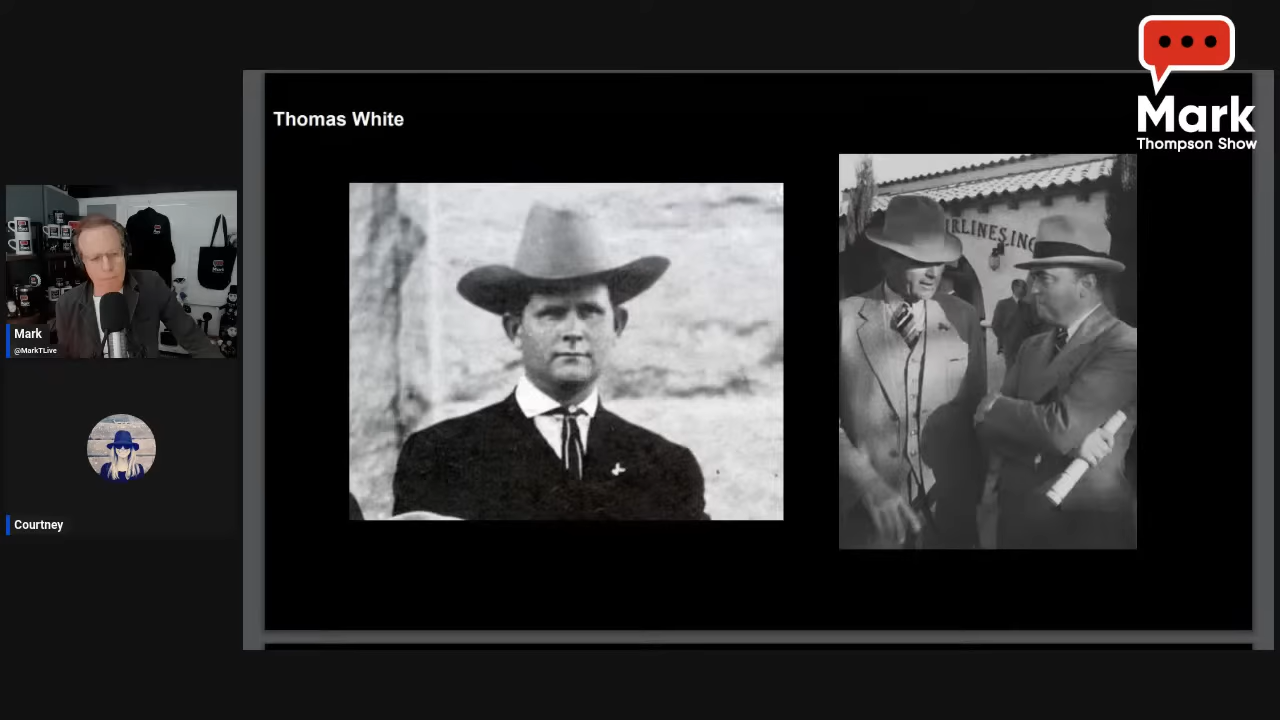 Thomas White
Mark
Thompson Show
IRLINES, INC
Mark
@MarkTLive
Courtney